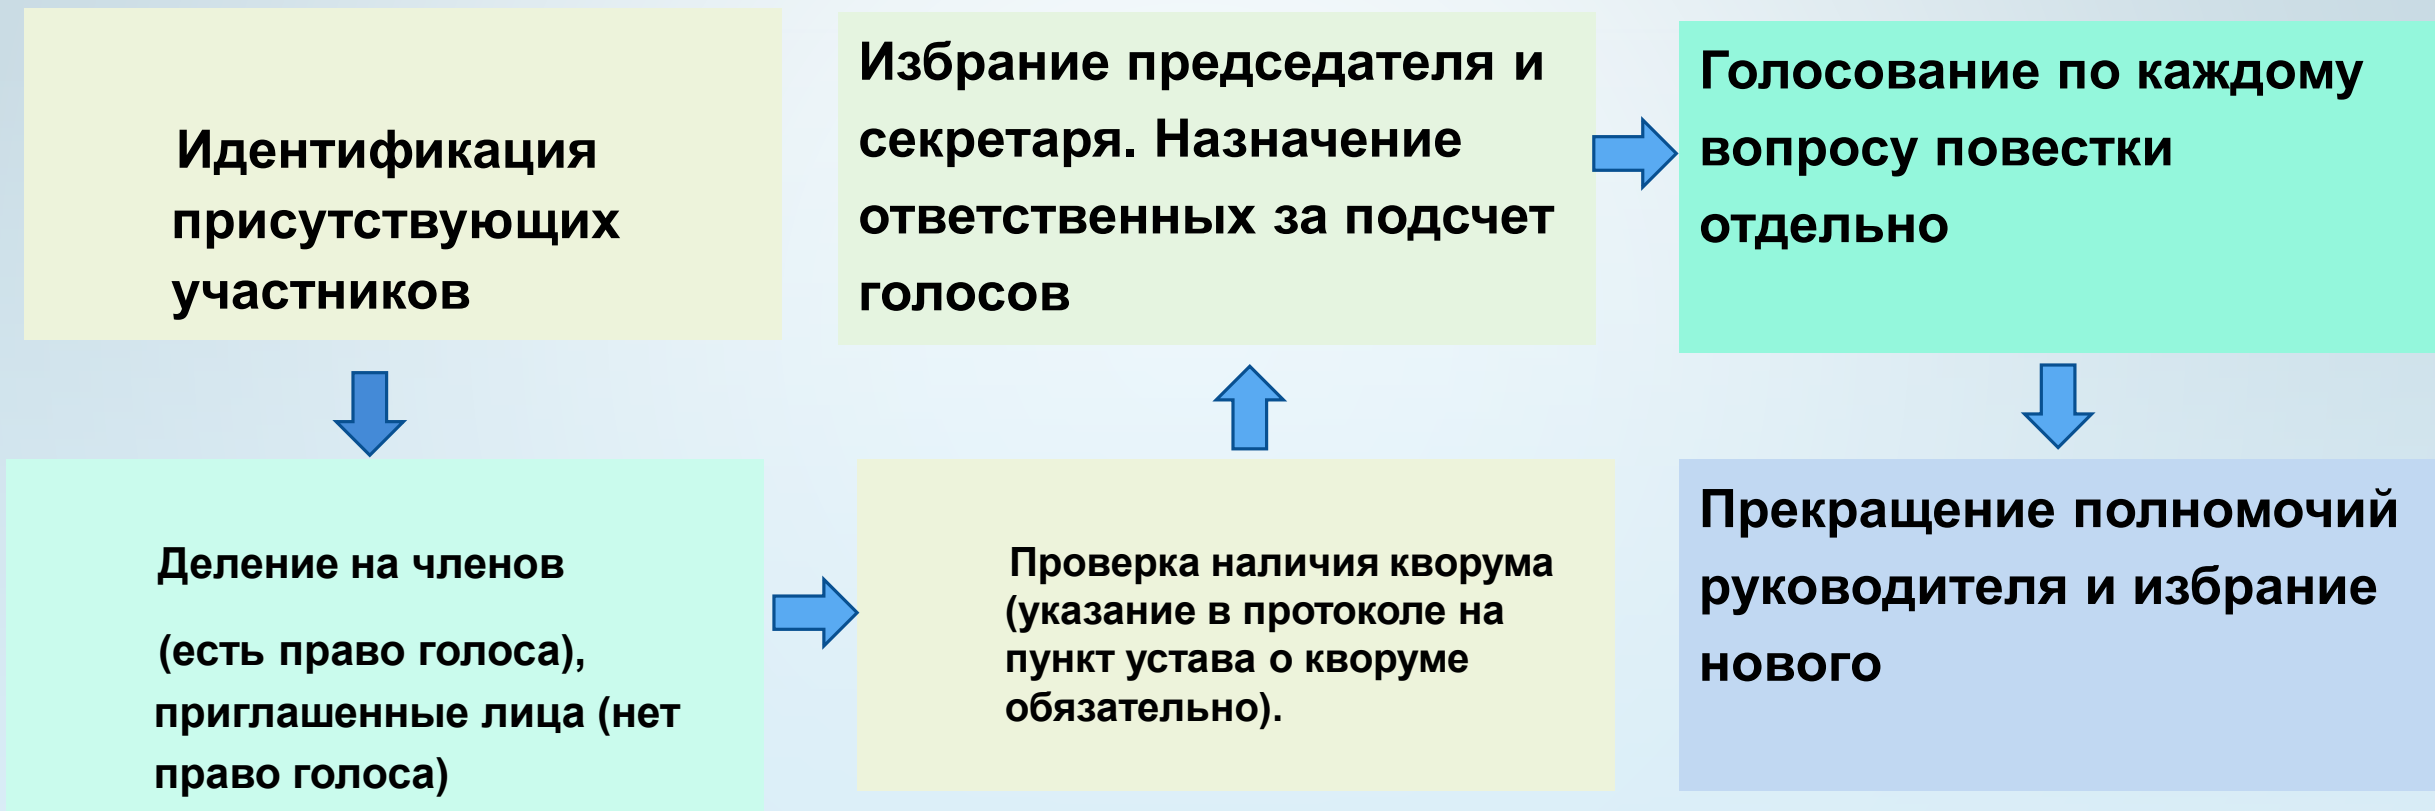 Идентификация
присутствующих
участников
Деление на членов
(есть право голоса),
приглашенные лица (нет
право голоса)
Проверка наличия кворума
(указание в протоколе на
пункт устава о кворуме
обязательно).
Избрание председателя и
секретаря. Назначение
ответственных за подсчет
голосов
Голосование по каждому
вопросу повестки
отдельно
Прекращение полномочий
руководителя и избрание
нового